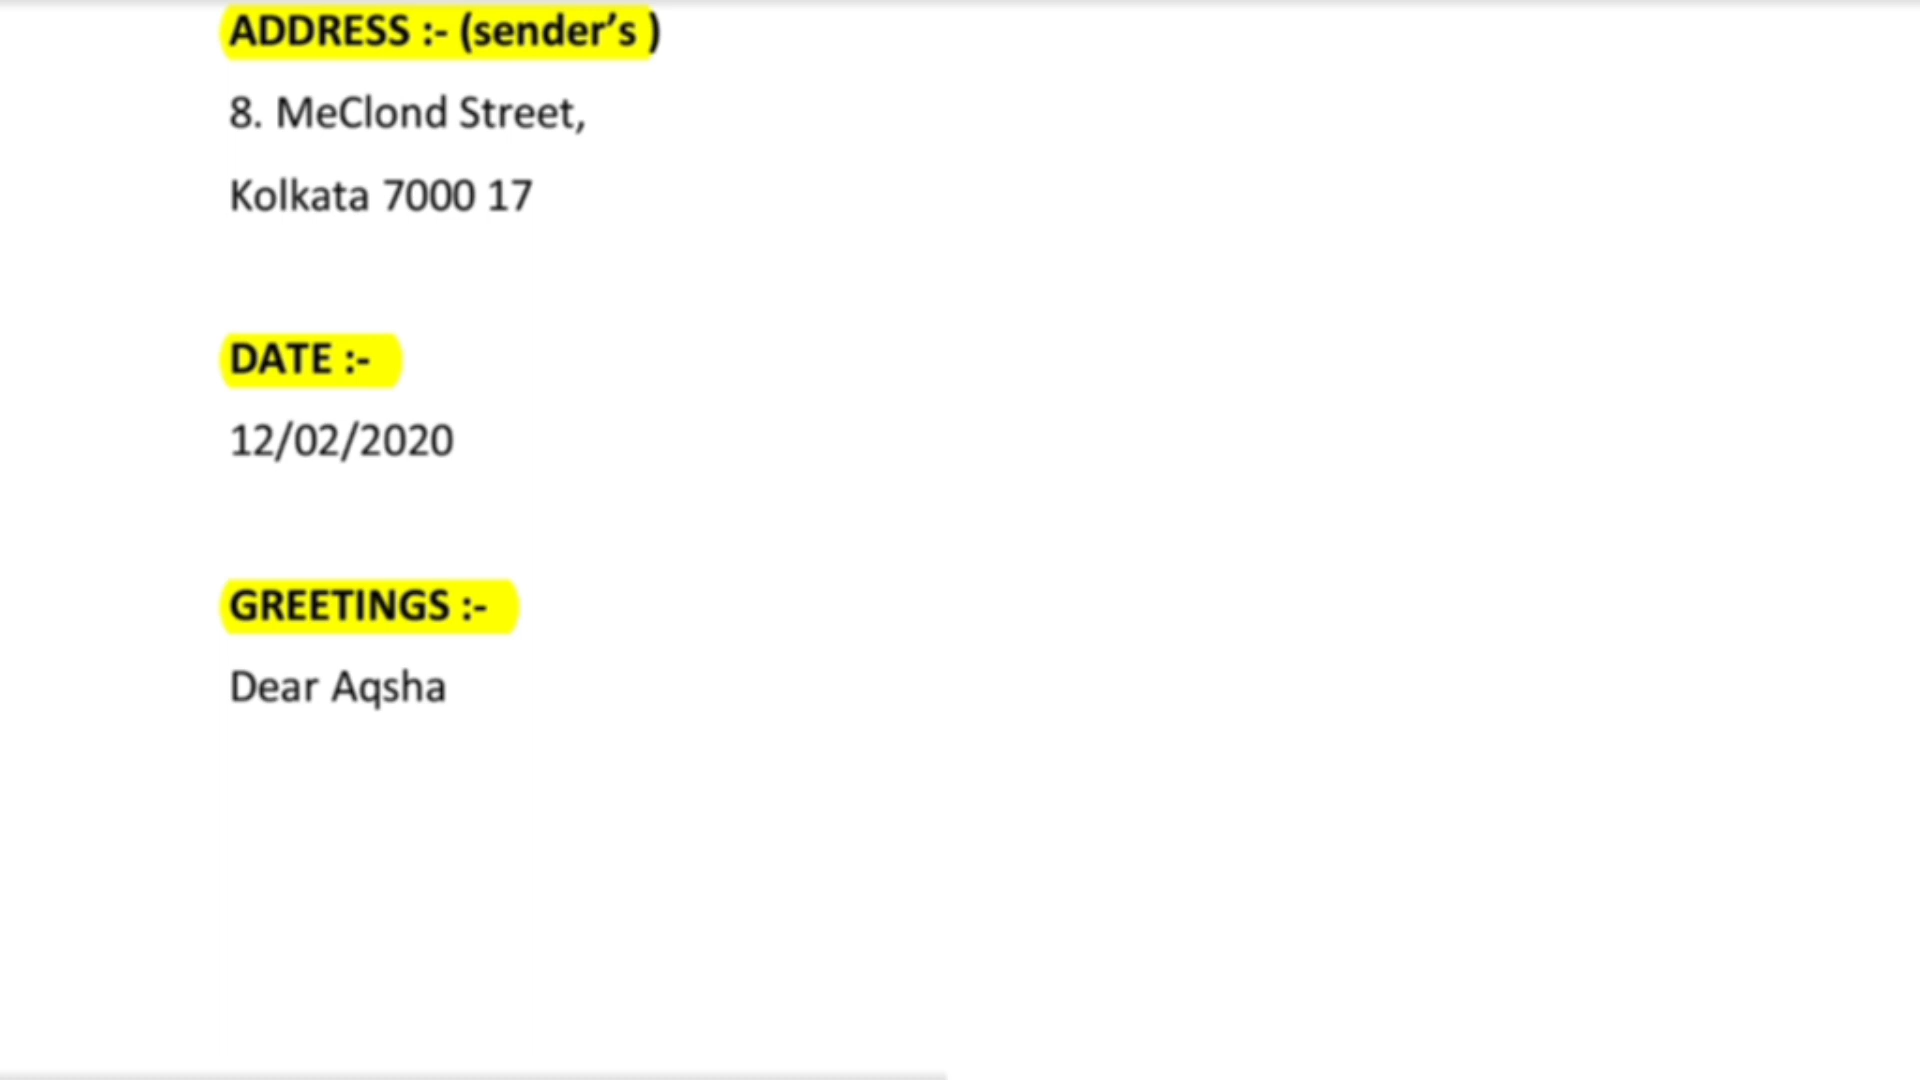 ADDRESS :- (sender’s )
8. MeClond Street,
Kolkata 7000 17
DATE :-
12/02/2020
GREETINGS :-
Dear Aqsha